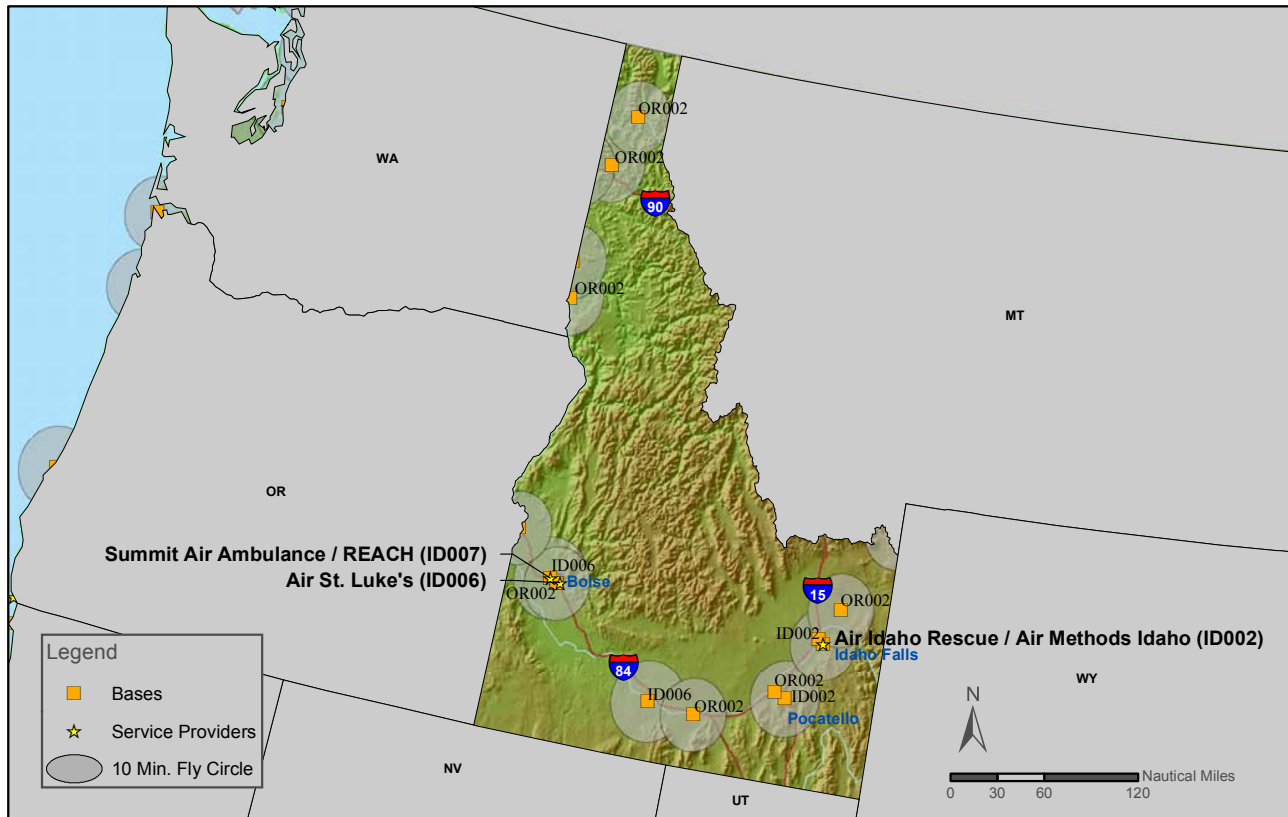 OR002
WA
OR002
90
OR002
MT
OR
Summit Air Ambulance / REACH (ID007)
ID006
Air St. Luke's (ID006)
Boise
OR002
15
OR002
ID002
Air Idaho Rescue / Air Methods Idaho (ID002)
Idaho Falls
84
WY
OR002
ID006
ID002
OR002
Pocatello
Legend
Bases
Service Providers
10 Min. Fly Circle
N
NV
UT
Nautical Miles
0 30 60 120